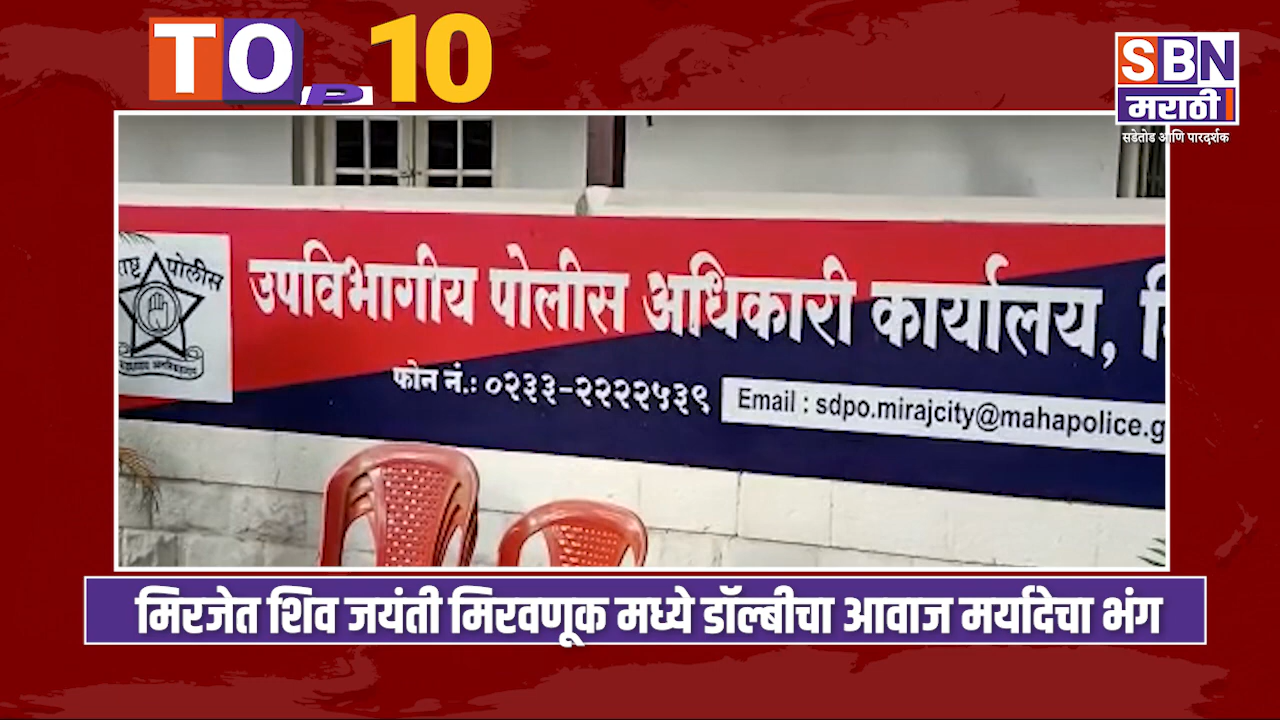 TOP 10
SBN
मराठी
सडेतोड आणि पारदर्शक
पोलीस
उपविभागीय पोलीस अधिकारी कार्यालय,
फोन नं.: ०२३३-२२२२५३९
Email : sdpo.mirajcity@mahapolice.g
मिरजेत शिव जयंती मिरवणूक मध्ये डॉल्बीचा आवाज मर्यादेचा भंग